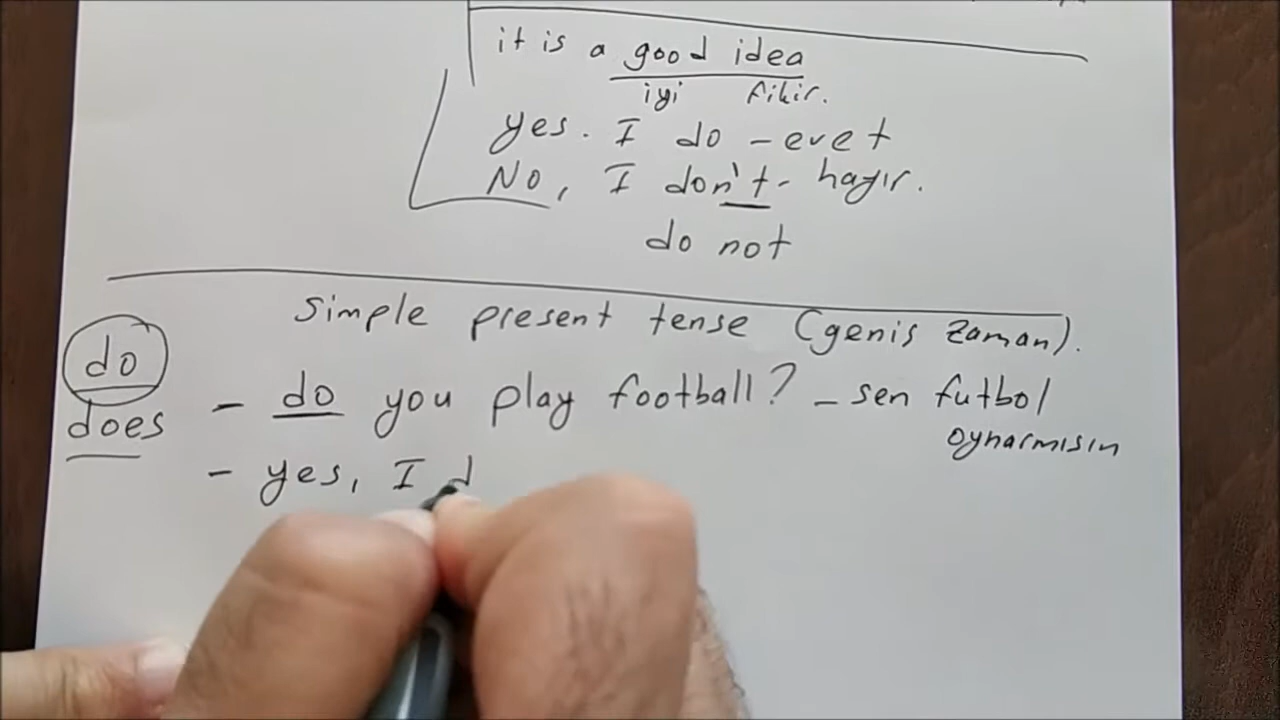 it is a good idea
iyi fikir.
yes. I do - evet
No, I don't - hayır.
do not
Simple present tense (genis zaman).
do
does
- do you play football? - sen futbol
oynarmısın
- yes, I d